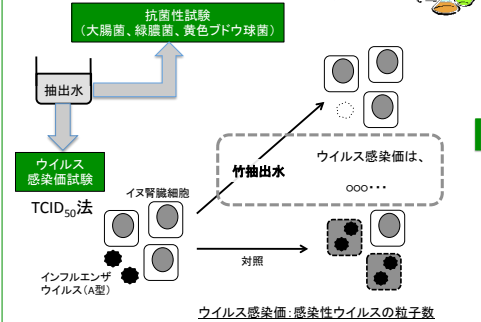 抗菌性試験
(大腸菌、緑膿菌、黄色ブドウ球菌)
抽出水
ウイルス
感染価試験
TCID50法
イヌ腎臓細胞
インフルエンザ
ウイルス(A型)
竹抽出水
ウイルス感染価は、
ooo…
対照
ウイルス感染価:感染性ウイルスの粒子数